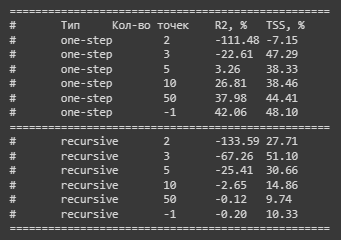 ==================================================
# Тип Кол-во точек R2, % TSS, %
# one-step 2 -111.48 -7.15
# one-step 3 -22.61 47.29
# one-step 5 3.26 38.33
# one-step 10 26.81 38.46
# one-step 50 37.98 44.41
# one-step -1 42.06 48.10
==================================================
# recursive 2 -133.59 27.71
# recursive 3 -67.26 51.10
# recursive 5 -25.41 30.66
# recursive 10 -2.65 14.86
# recursive 50 -0.12 9.74
# recursive -1 -0.20 10.33
==================================================